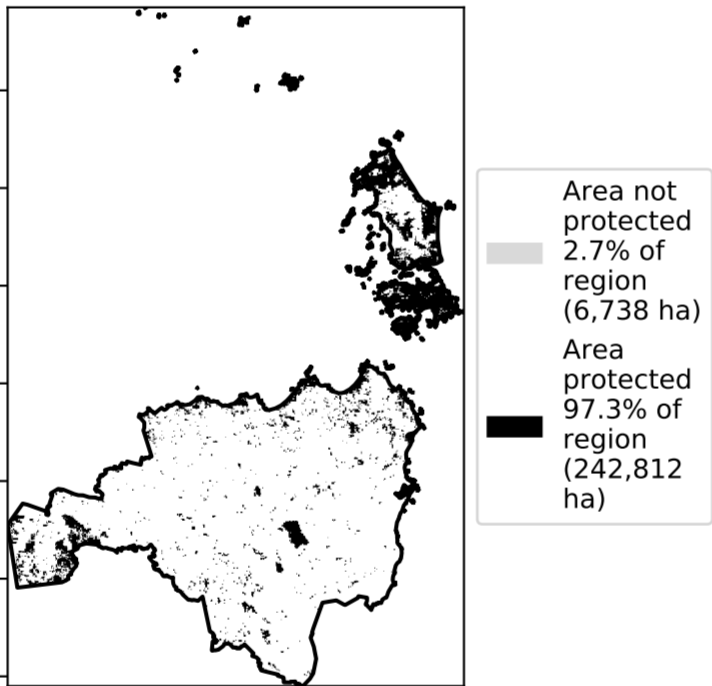 Area not
protected
2.7% of
region
(6,738 ha)
Area
protected
97.3% of
region
(242,812
ha)